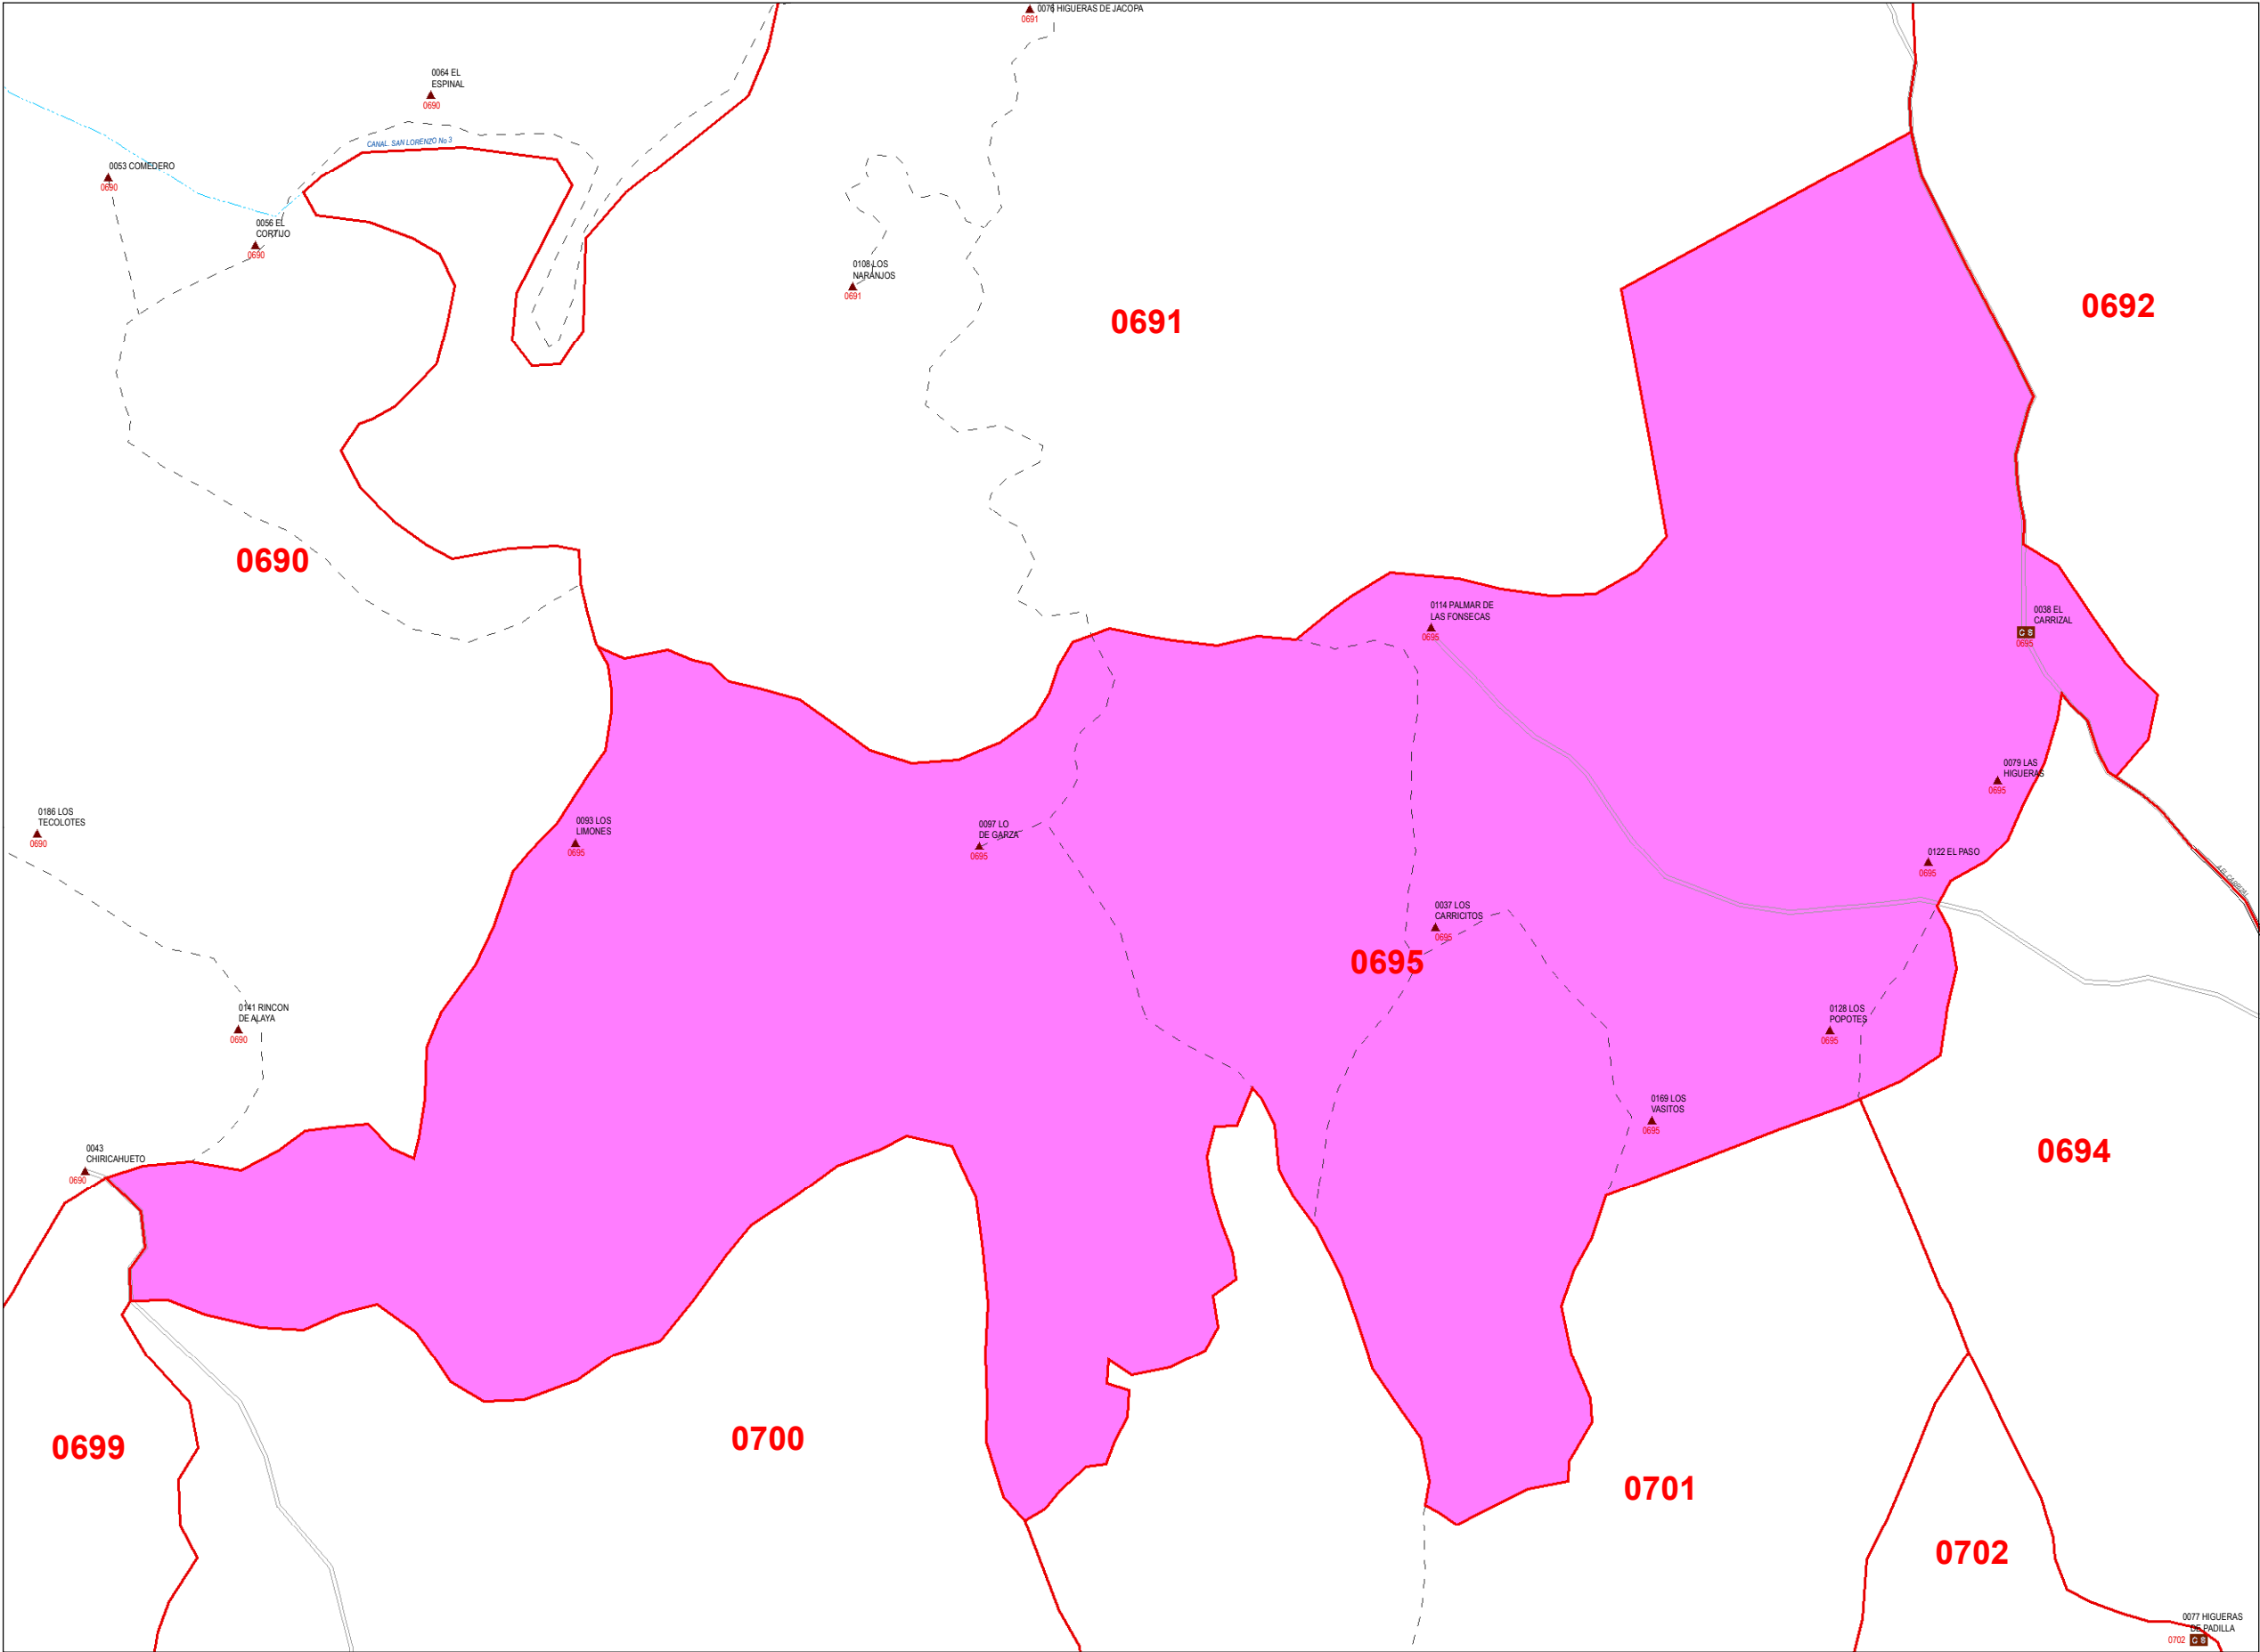 0076 HIGUERAS DE JACOPA
0691
0064 EL
ESPINAL
0690
CANAL. SAN LORENZO No 3
0053 COMEDERO
0690
0056 EL
CORTIJO
0690
0108 LOS
NARANJOS
0691
0691
0692
0690
0114 PALMAR DE
LAS FONSECAS
0695
0038 EL
CARRIZAL
C S
0695
0079 LAS
HIGUERAS
0695
0186 LOS
TECOLOTES
0690
0093 LOS
LIMONES
0695
0097 LO
DE GARZA
0695
0122 EL PASO
0695
0037 LOS
CARRICITOS
0695
0695
0141 RINCON
DE ALAYA
0690
0128 LOS
POPOTES
0695
0169 LOS
VASITOS
0695
0043
CHIRICAHUETO
0690
0694
0699
0700
0701
0702
0077 HIGUERAS
DE PADILLA
0702 C S